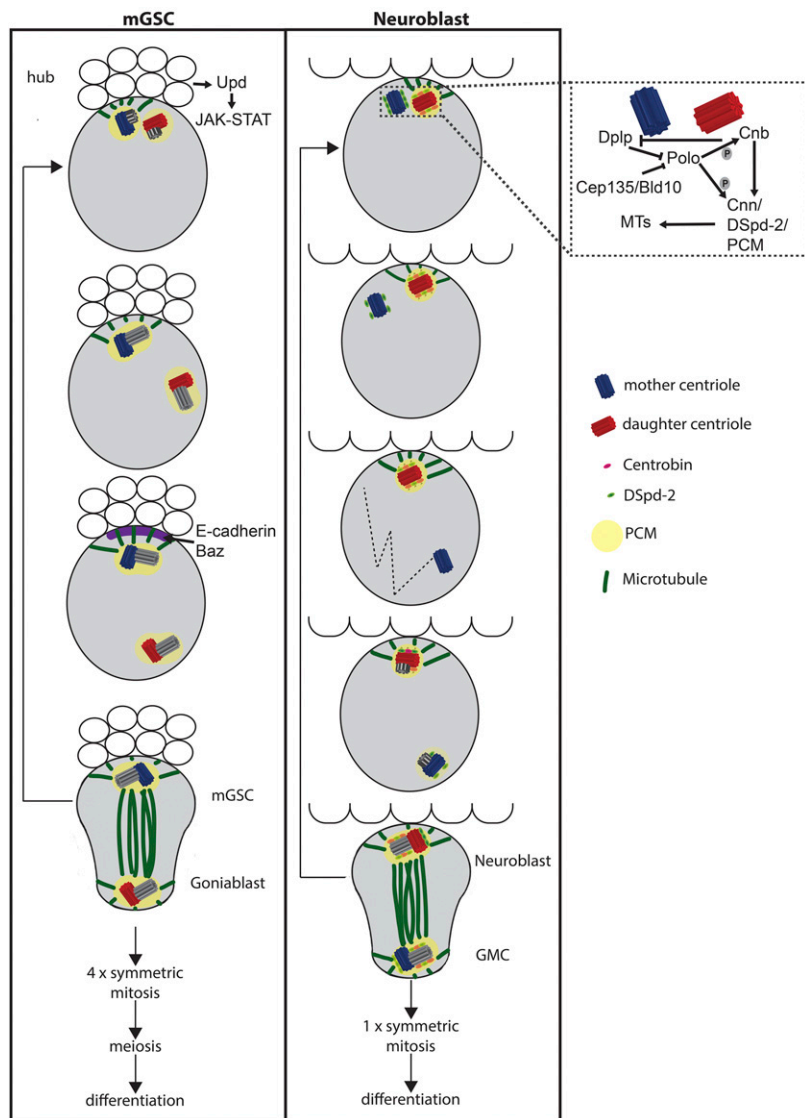 mGSC
Neuroblast
hub
Upd
JAK-STAT
E-cadherin
Baz
mGSC
Goniablast
4 x symmetric
mitosis
meiosis
differentiation
Neuroblast
GMC
1 x symmetric
mitosis
differentiation
Dplp
Cnb
Polo
P
Cep135/Bld10
P
Cnn/
MTs
DSpd-2/
PCM
mother centriole
daughter centriole
Centrobin
DSpd-2
PCM
Microtubule